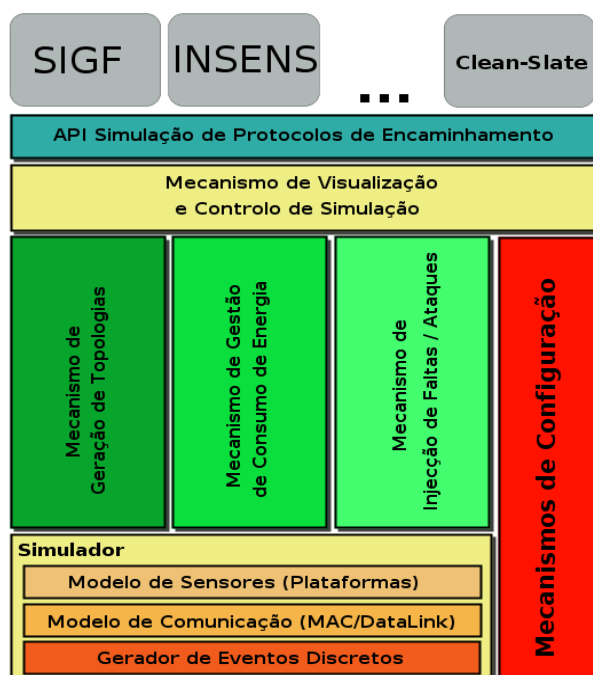 SIGF
INSENS
...
Clean-Slate
API Simulação de Protocolos de Encaminhamento
Mecanismo de Visualização
e Controlo de Simulação
Mecanismo de
Geração de Topologias
Mecanismo de Gestão
de Consumo de Energia
Mecanismo de
Injecção de Faltas / Ataques
Mecanismos de Configuração
Simulador
Modelo de Sensores (Plataformas)
Modelo de Comunicação (MAC/DataLink)
Gerador de Eventos Discretos